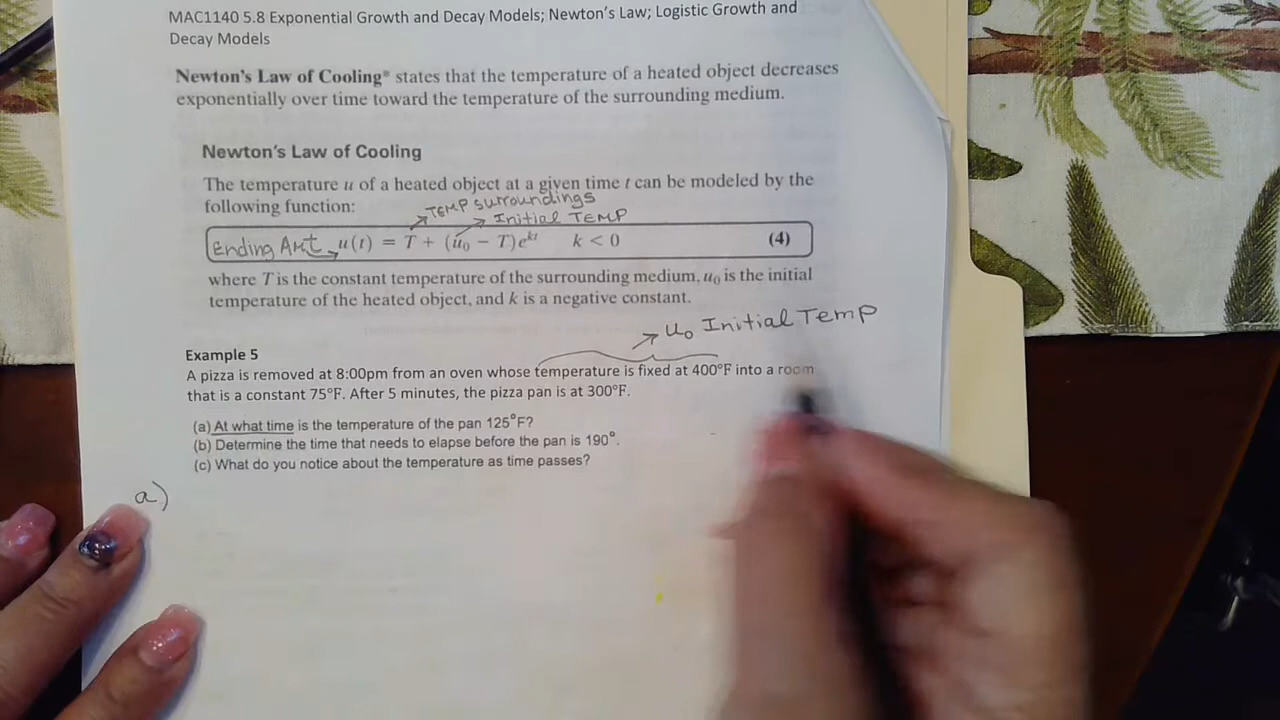 MAC1140 5.8 Exponential Growth and Decay Models; Newton's Law; Logistic Growth and
Decay Models
Newton's Law of Cooling* states that the temperature of a heated object decreases
exponentially over time toward the temperature of the surrounding medium.
Newton's Law of Cooling
The temperature u of a heated object at a given time t can be modeled by the
following function:
TEMP surroundings
Initial TEMP
Ending Amt u(t) = T + (u₀ − T)eᵏᵗ k < 0 (4)
where T is the constant temperature of the surrounding medium, u₀ is the initial
temperature of the heated object, and k is a negative constant.
u₀ Initial Temp
Example 5
A pizza is removed at 8:00pm from an oven whose temperature is fixed at 400°F into a room
that is a constant 75°F. After 5 minutes, the pizza pan is at 300°F.
(a) At what time is the temperature of the pan 125°F?
(b) Determine the time that needs to elapse before the pan is 190°.
(c) What do you notice about the temperature as time passes?
a)